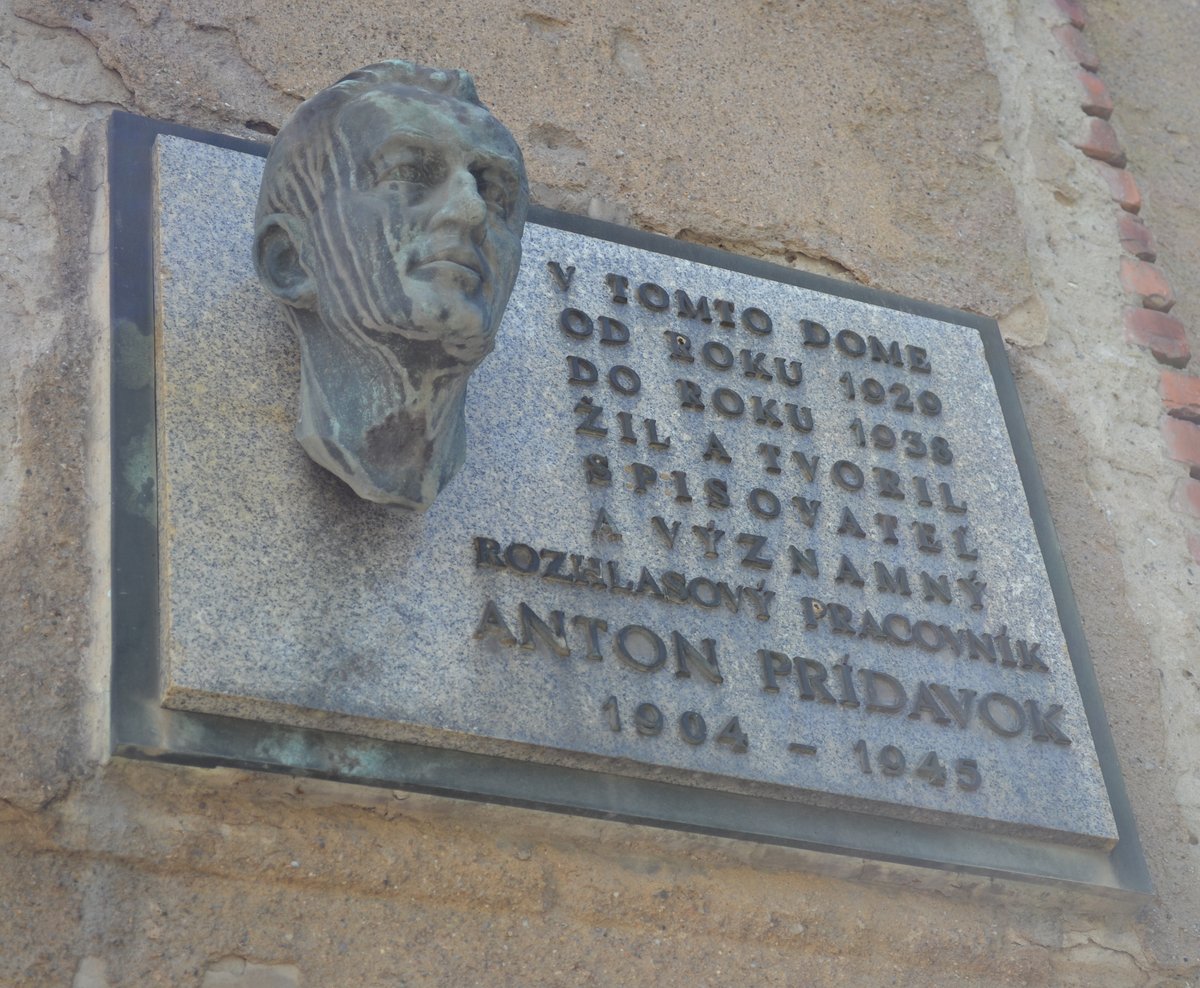 V TOMTO DOME
OD ROKU 1929
DO ROKU 1938
ŽIL A TVORIL
SPISOVATEĽ
A VÝZNAMNÝ
ROZHLASOVÝ PRACOVNÍK
ANTON PRÍDAVOK
1904 – 1945